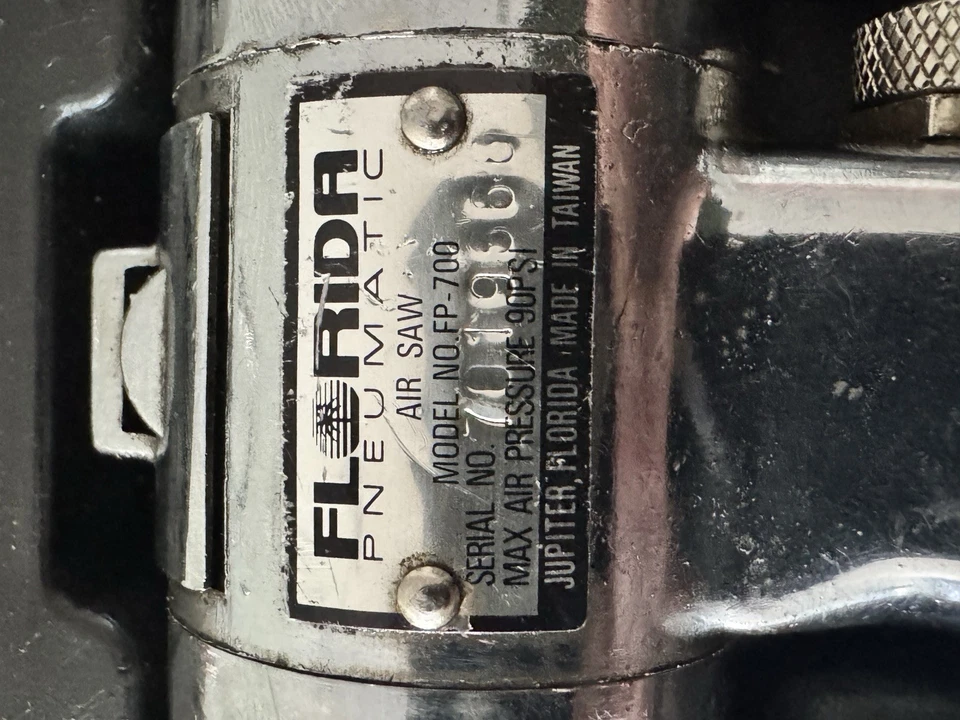 FLORIDA
PNEUMATIC
AIR SAW
MODEL NO.FP-700
SERIAL NO.
MAX AIR PRESSURE 90PSI
JUPITER, FLORIDA MADE IN TAIWAN